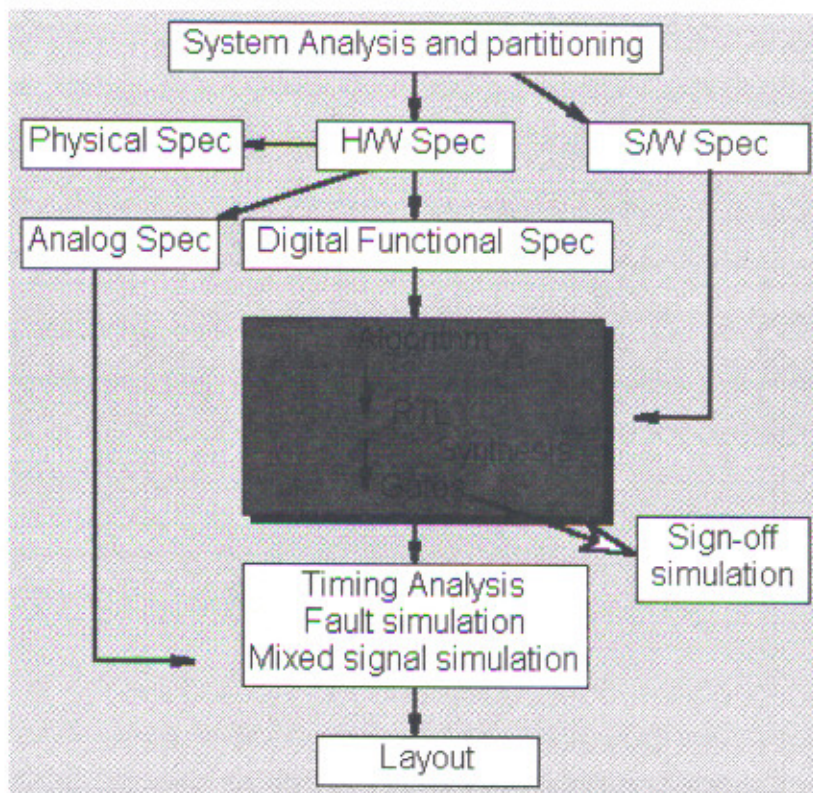 System Analysis and partitioning
Physical Spec
H/W Spec
S/W Spec
Analog Spec
Digital Functional Spec
Algorithm
RTL
Synthesis
Gates
Sign-off
simulation
Timing Analysis
Fault simulation
Mixed signal simulation
Layout